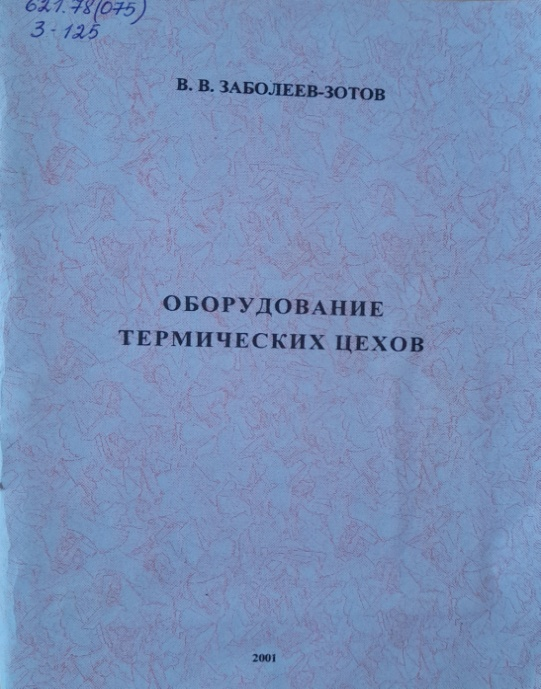 621.78(075)
З-125
В. В. ЗАБОЛЕЕВ-ЗОТОВ
ОБОРУДОВАНИЕ
ТЕРМИЧЕСКИХ ЦЕХОВ
2001